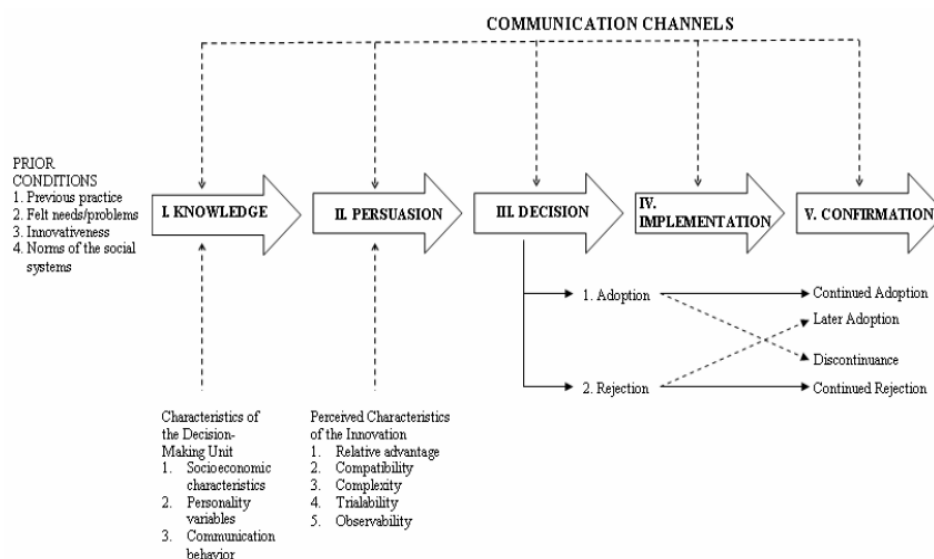 COMMUNICATION CHANNELS
PRIOR
CONDITIONS
1. Previous practice
2. Felt needs/problems
3. Innovativeness
4. Norms of the social
systems
I. KNOWLEDGE
II. PERSUASION
III. DECISION
IV.
IMPLEMENTATION
V. CONFIRMATION
1. Adoption
2. Rejection
Continued Adoption
Later Adoption
Discontinuance
Continued Rejection
Characteristics of
the Decision-
Making Unit
1. Socioeconomic
characteristics
2. Personality
variables
3. Communication
behavior
Perceived Characteristics
of the Innovation
1. Relative advantage
2. Compatibility
3. Complexity
4. Trialability
5. Observability